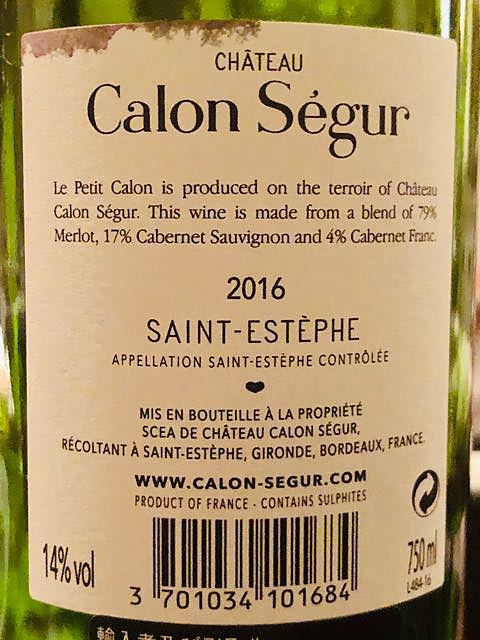 CHÂTEAU
Calon Ségur
Le Petit Calon is produced on the terroir of Château
Calon Ségur. This wine is made from a blend of 79%
Merlot, 17% Cabernet Sauvignon and 4% Cabernet Franc.
2016
SAINT-ESTÈPHE
APPELLATION SAINT-ESTÈPHE CONTRÔLÉE
MIS EN BOUTEILLE À LA PROPRIÉTÉ
SCEA DE CHÂTEAU CALON SÉGUR,
RÉCOLTANT À SAINT-ESTÈPHE, GIRONDE, BORDEAUX, FRANCE
WWW.CALON-SEGUR.COM
PRODUCT OF FRANCE - CONTAINS SULPHITES
14% vol
750 ml
L484-16
3 701034 101684